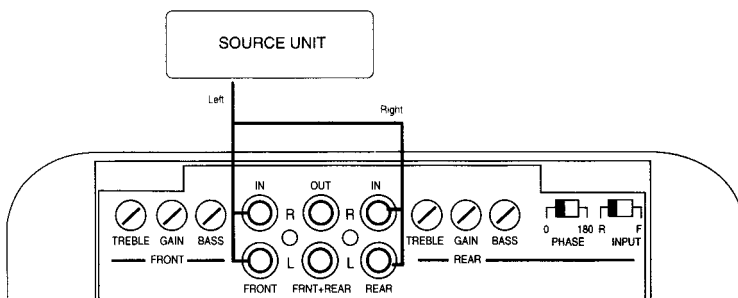 SOURCE UNIT
Left
Right
IN OUT IN
R R
TREBLE GAIN BASS TREBLE GAIN BASS
0 180 R F
PHASE INPUT
FRONT REAR
L L
FRONT FRNT+REAR REAR